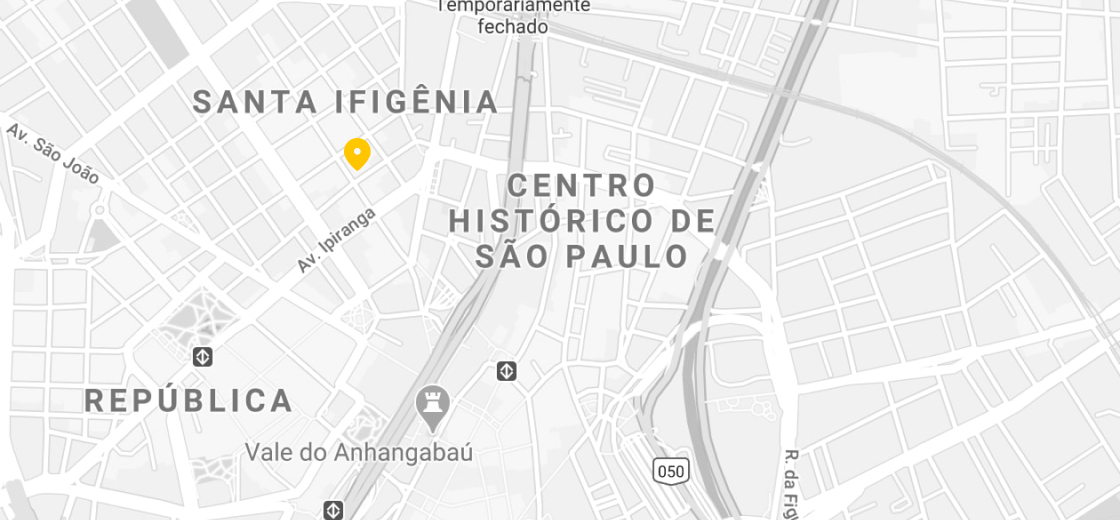 Temporariamente
fechado
SANTA IFIGÊNIA
Av. São João
CENTRO
HISTÓRICO DE
SÃO PAULO
Av. Ipiranga
REPÚBLICA
Vale do Anhangabaú
050
R. da Fig